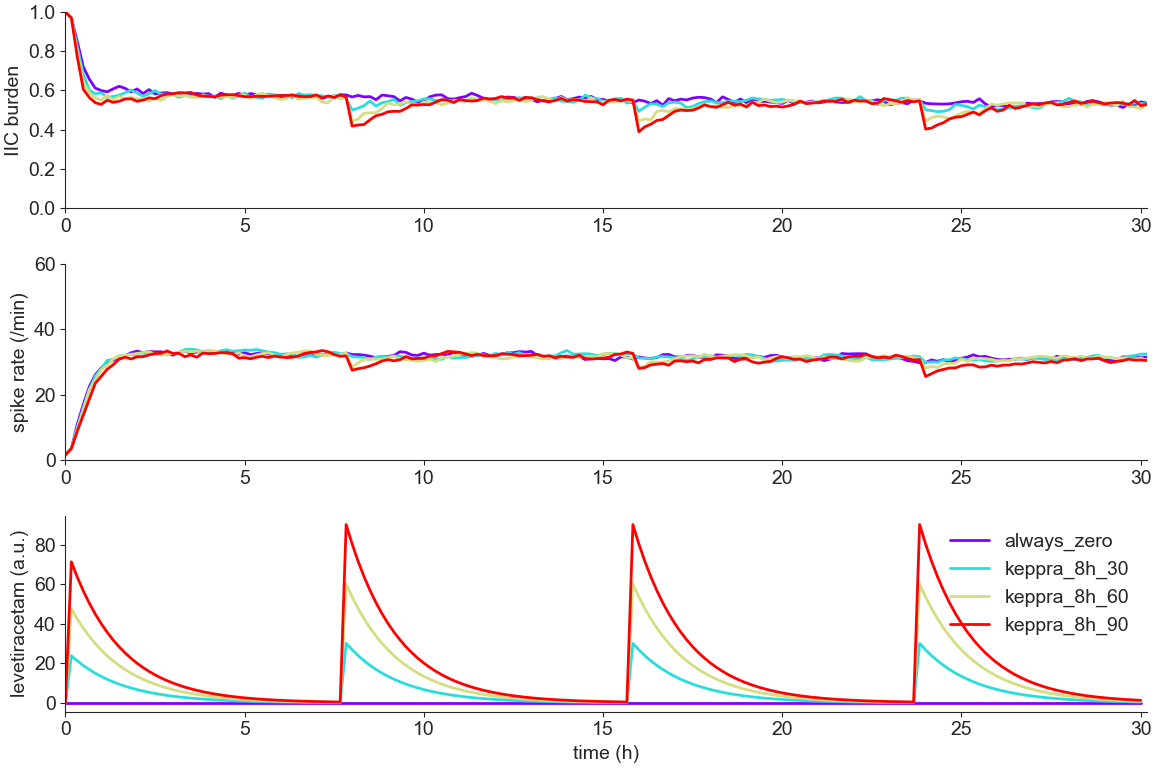 IIC burden
1.0
0.8
0.6
0.4
0.2
0.0
0 5 10 15 20 25 30
spike rate (/min)
60
40
20
0
0 5 10 15 20 25 30
levetiracetam (a.u.)
80
60
40
20
0
always_zero
keppra_8h_30
keppra_8h_60
keppra_8h_90
0 5 10 15 20 25 30
time (h)